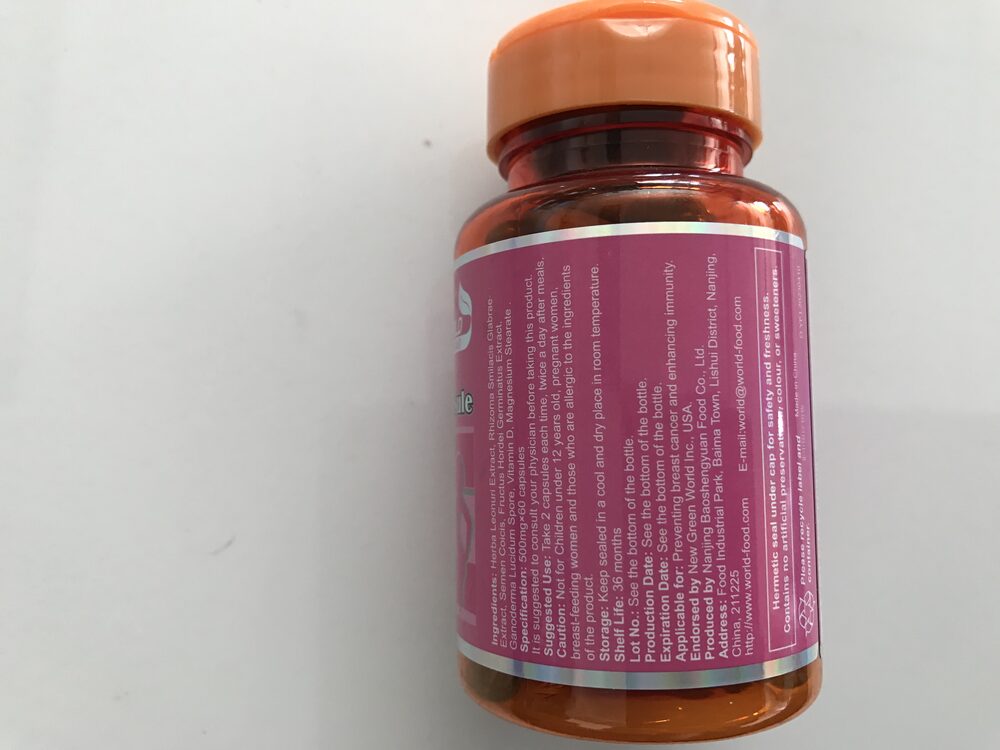 sule
Ingredients: Herba Leonuri Extract, Rhizoma Smilacis Glabrae
Extract, Semen Coicis, Fructus Hordei Germinatus Extract,
Ganoderma Lucidum Spore, Vitamin D, Magnesium Stearate.
Specification: 500mg×60 capsules
It is suggested to consult your physician before taking this product.
Suggested Use: Take 2 capsules each time, twice a day after meals.
Caution: Not for Children under 12 years old, pregnant women,
breasl-feeding women and those who are allergic to the ingredients
of the product.
Storage: Keep sealed in a cool and dry place in room temperature.
Shelf Life: 36 months
Lot No.: See the bottom of the bottle.
Production Date: See the bottom of the bottle.
Expiration Date: See the bottom of the bottle.
Applicable for: Preventing breast cancer and enhancing immunity.
Endorsed by New Green World Inc., USA.
Produced by Nanjing Baoshengyuan Food Co., Ltd.
Address: Food Industrial Park, Baima Town, Lishui District, Nanjing,
China, 211225
http://www.world-food.com E-mail:world@world-food.com
Hermetic seal under cap for safety and freshness.
Contains no artificial preservative, colour, or sweeteners.
Please recycle label and
container.
Made in China